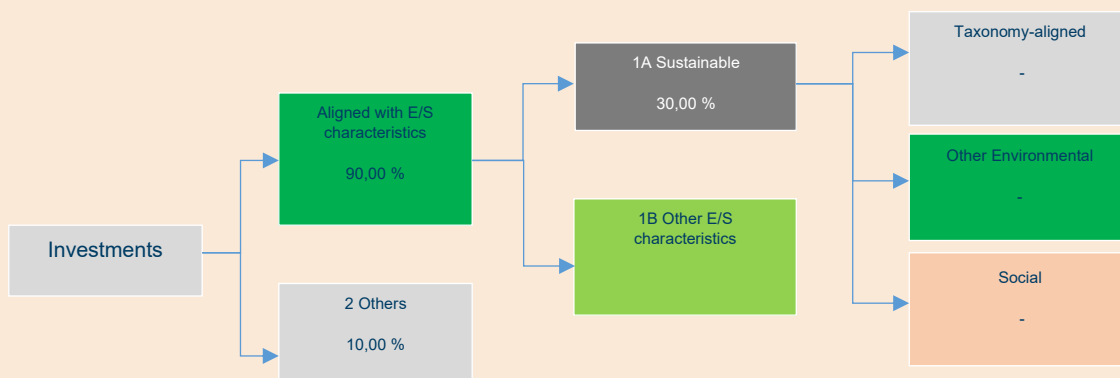 Investments
Aligned with E/S
characteristics
90,00 %
2 Others
10,00 %
1A Sustainable
30,00 %
1B Other E/S
characteristics
Taxonomy-aligned
-
Other Environmental
-
Social
-